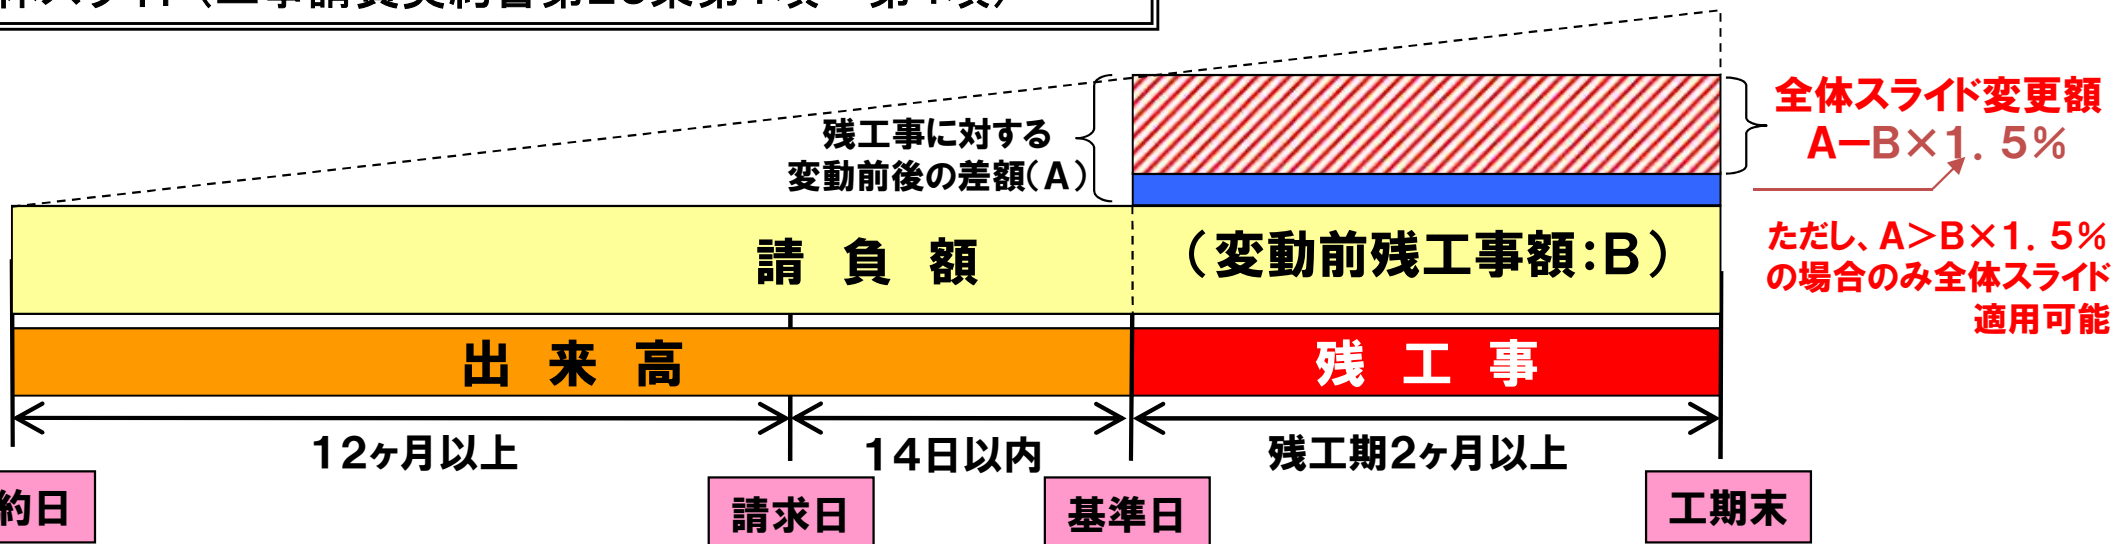 全体スライド変更額
A－B×1．5％
残工事に対する
変動前後の差額（A）
請 負 額
（変動前残工事額：B）
ただし、A＞B×1．5％
の場合のみ全体スライド
適用可能
出 来 高
残 工 事
12ヶ月以上
14日以内
残工期2ヶ月以上
約日
請求日
基準日
工期末